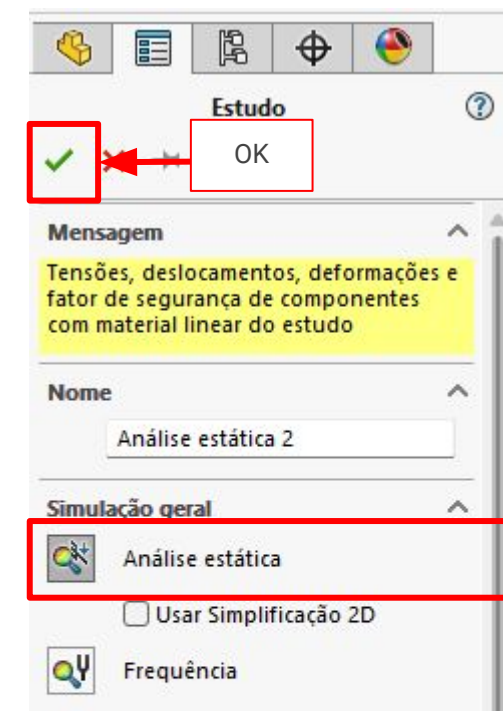 Estudo
OK
Mensagem
Tensões, deslocamentos, deformações e
fator de segurança de componentes
com material linear do estudo
Nome
Análise estática 2
Simulação geral
Análise estática
Usar Simplificação 2D
Frequência